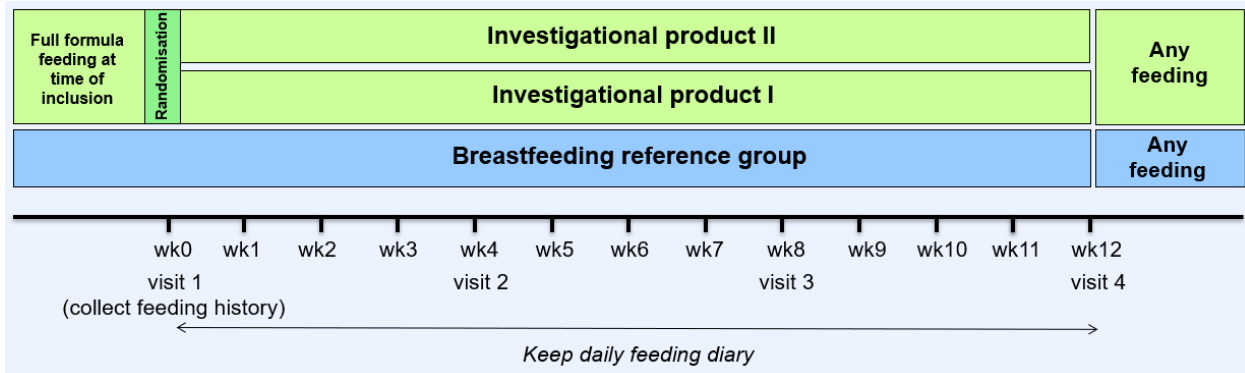 Full formula
feeding at
time of
inclusion
Randomisation
Investigational product II
Investigational product I
Any
feeding
Breastfeeding reference group
Any
feeding
wk0 wk1 wk2 wk3 wk4 wk5 wk6 wk7 wk8 wk9 wk10 wk11 wk12
visit 1 visit 2 visit 3 visit 4
(collect feeding history)
Keep daily feeding diary